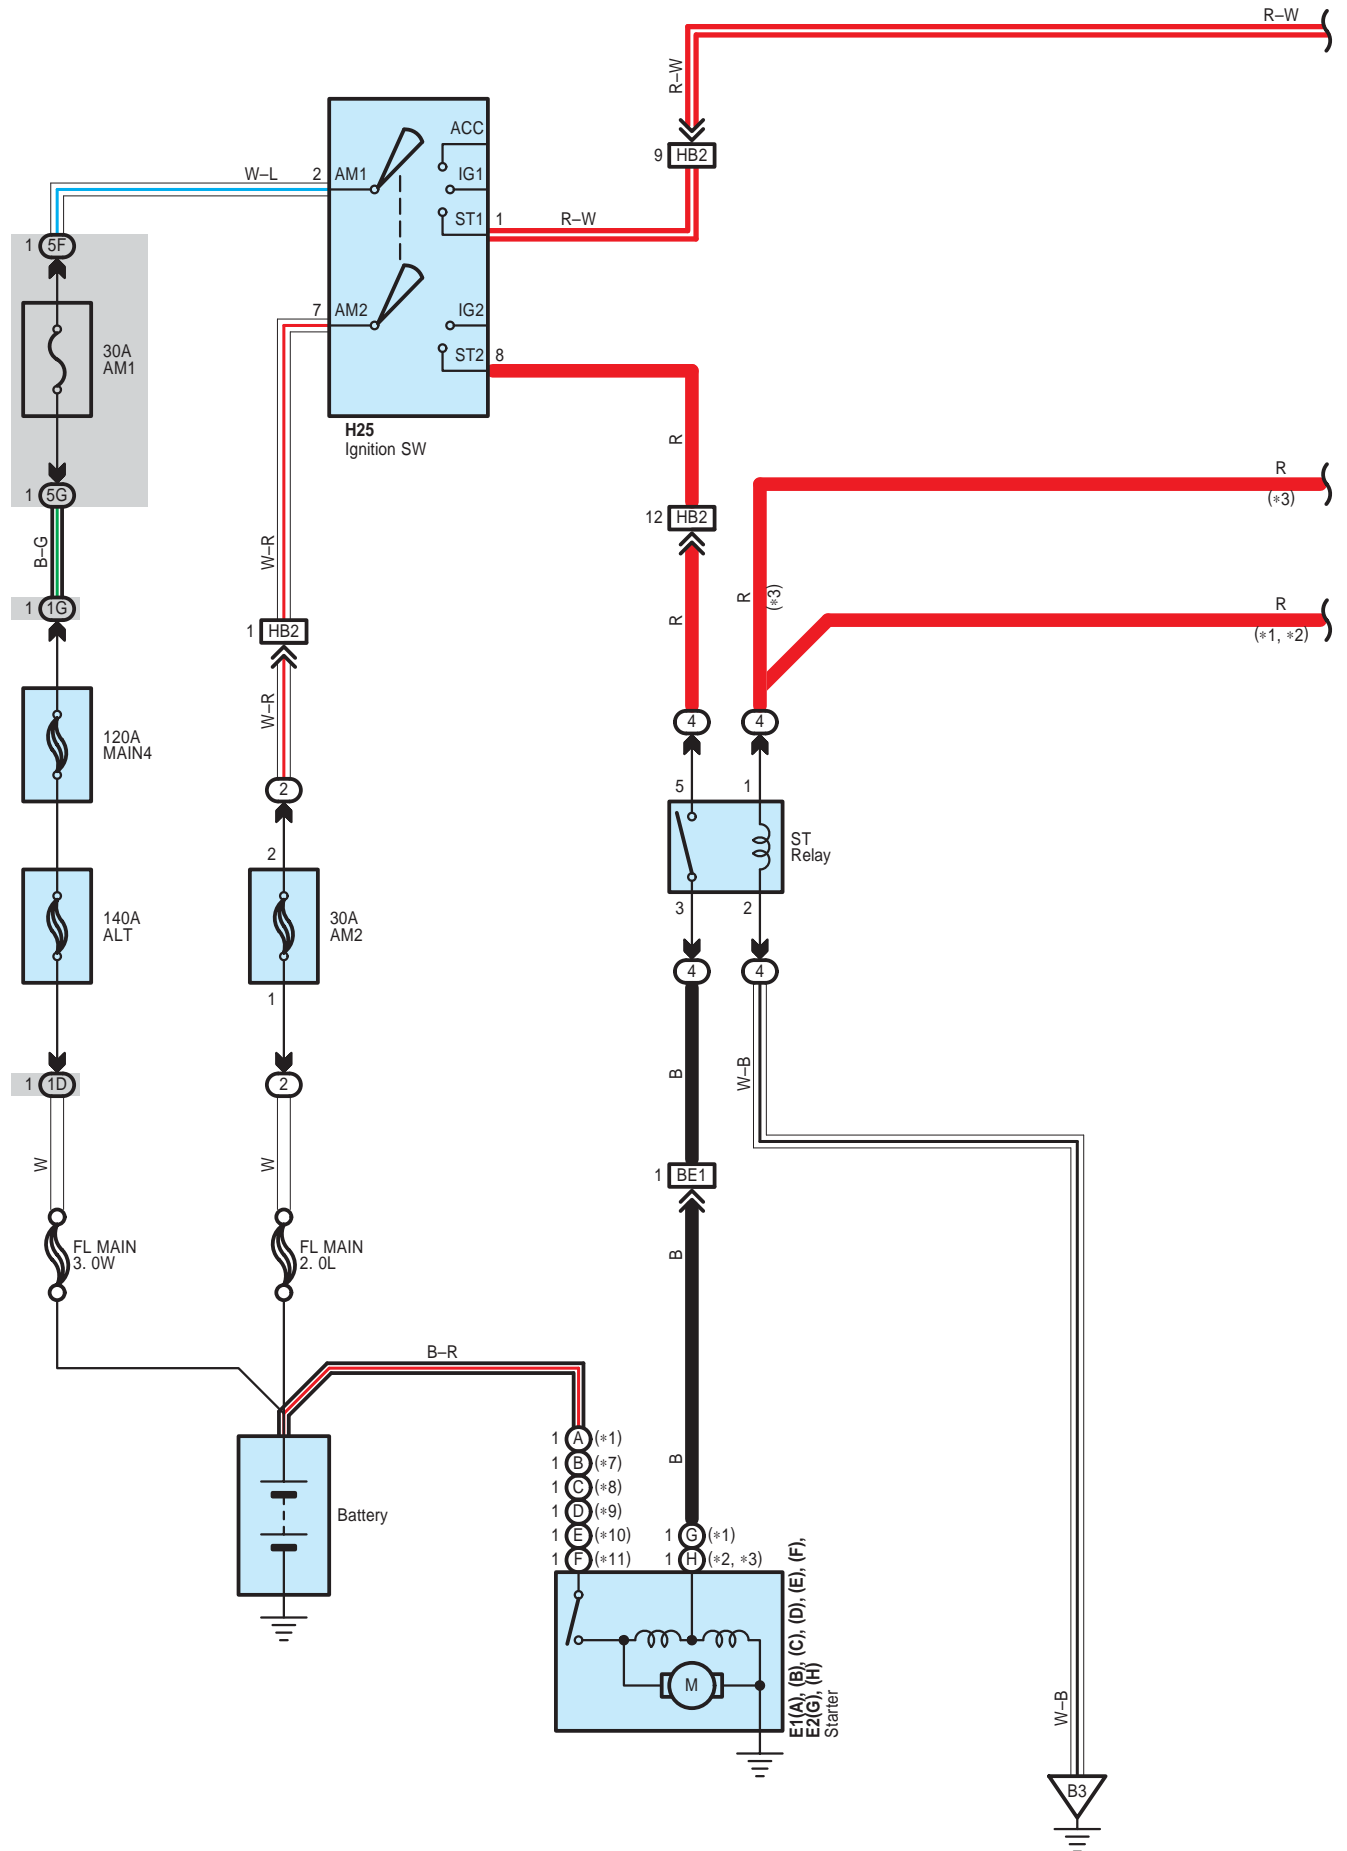 R–W
R–W
9 HB2
ACC
W–L 2 AM1 IG1
ST1 1 R–W
1 5F
30A
AM1
7 AM2 IG2
ST2 8
H25
Ignition SW
R
R
(∗3)
1 5G
12 HB2
B–G
W–R
R
(∗3)
R
R
(∗1, ∗2)
1 1G
1 HB2
W–R
4 4
120A
MAIN4
2
5 1
ST
Relay
2
3 2
140A
ALT
30A
AM2
1
4 4
1 1D
2
B
W–B
W
W
1 BE1
FL MAIN
3. 0W
FL MAIN
2. 0L
B
B–R
1 A (∗1)
1 B (∗7)
1 C (∗8)
1 D (∗9)
1 E (∗10)
1 F (∗11)
B
1 G (∗1)
1 H (∗2, ∗3)
Battery
M
E1(A), (B), (C), (D), (E), (F),
E2(G), (H)
Starter
W–B
B3